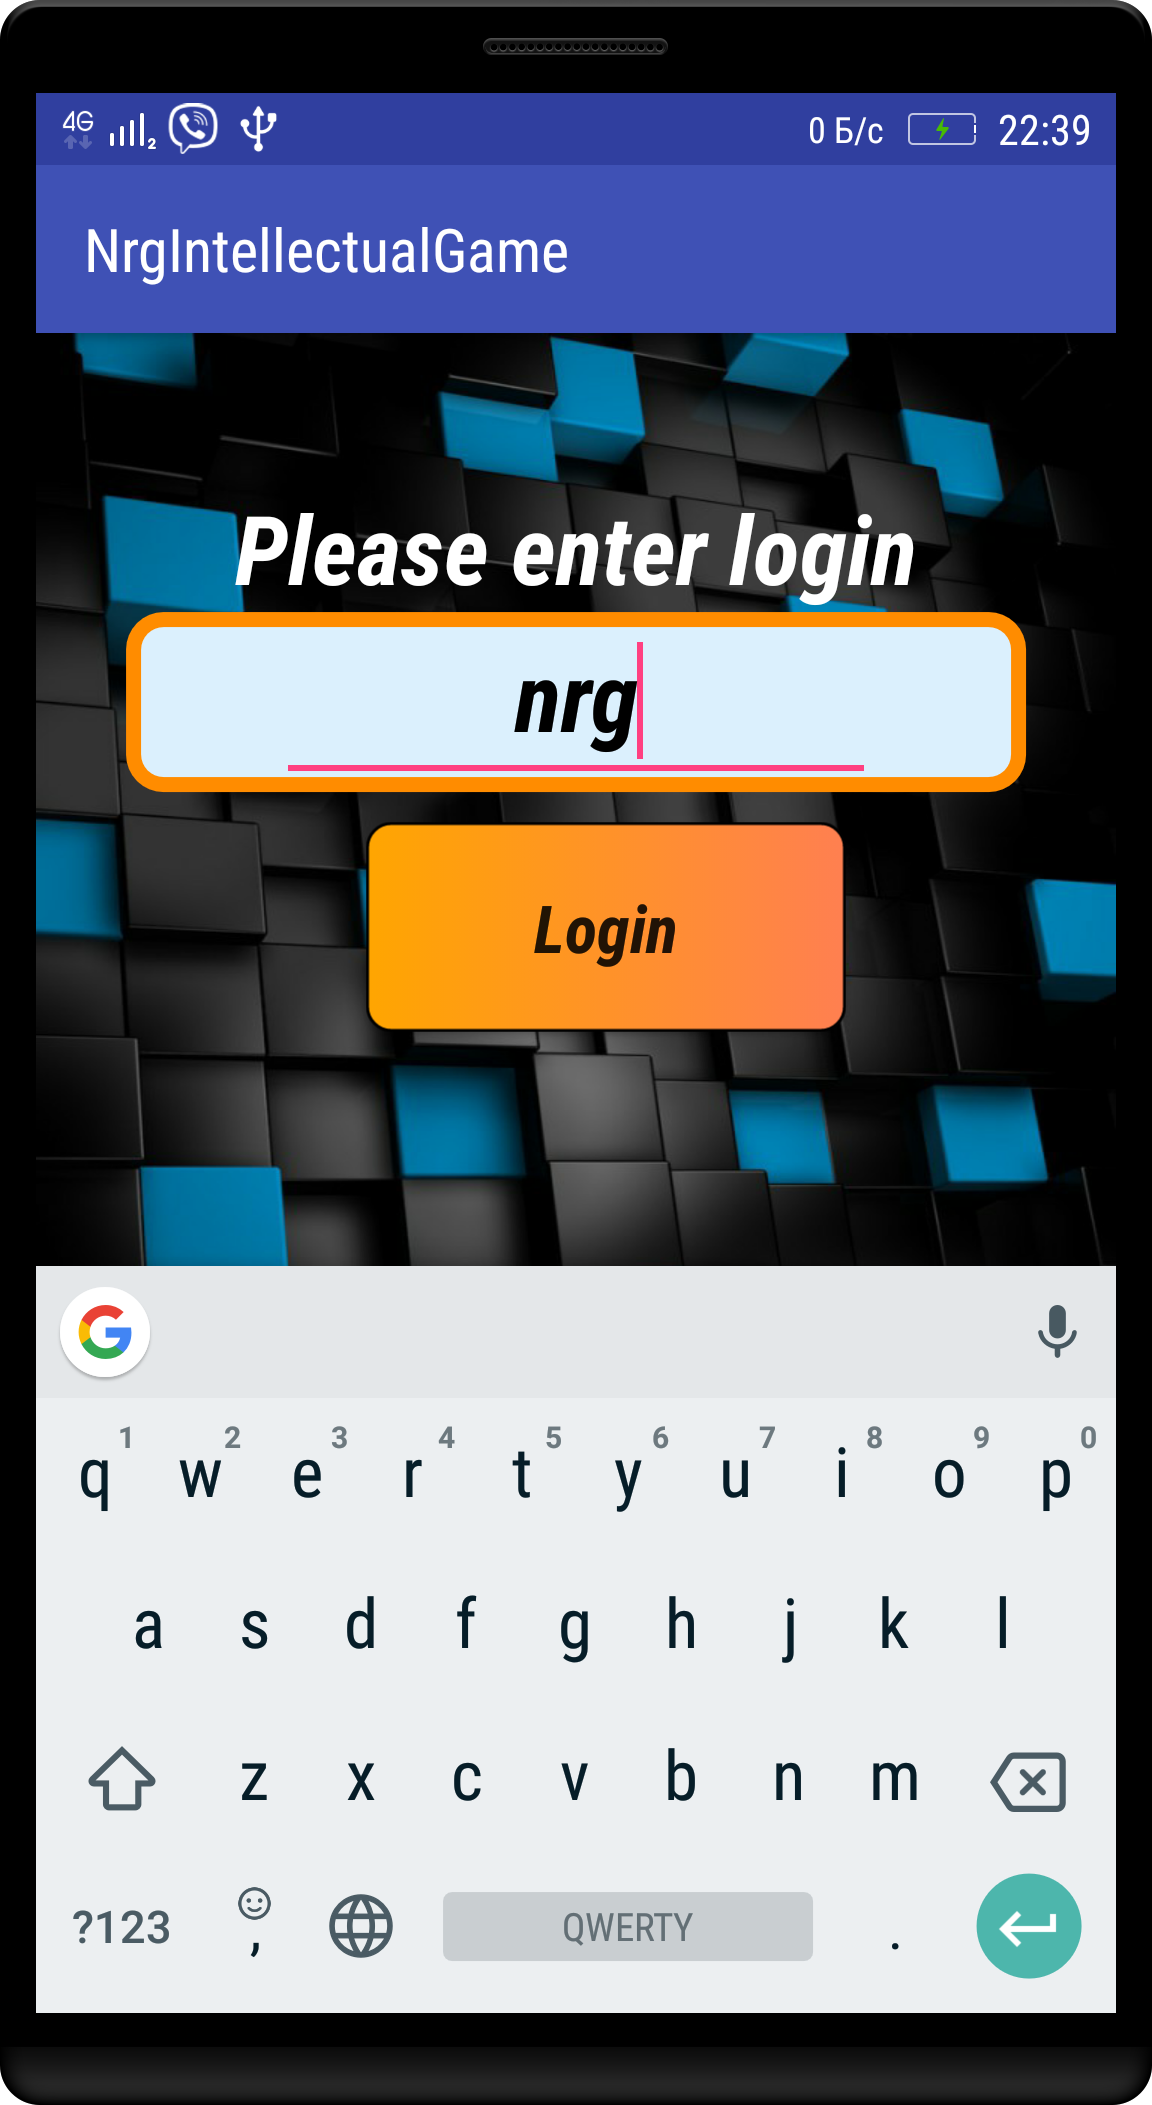 4G 2 0 Б/с 22:39
NrgIntellectualGame
Please enter login
nrg
Login
G
1 2 3 4 5 6 7 8 9 0
q w e r t y u i o p
a s d f g h j k l
z x c v b n m
?123 , QWERTY .